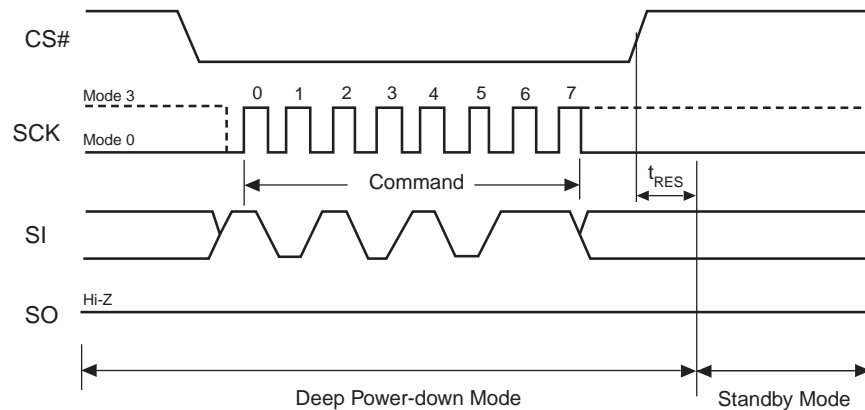 CS#
Mode 3
0 1 2 3 4 5 6 7
SCK
Mode 0
Command
tRES
SI
Hi-Z
SO
Deep Power-down Mode
Standby Mode